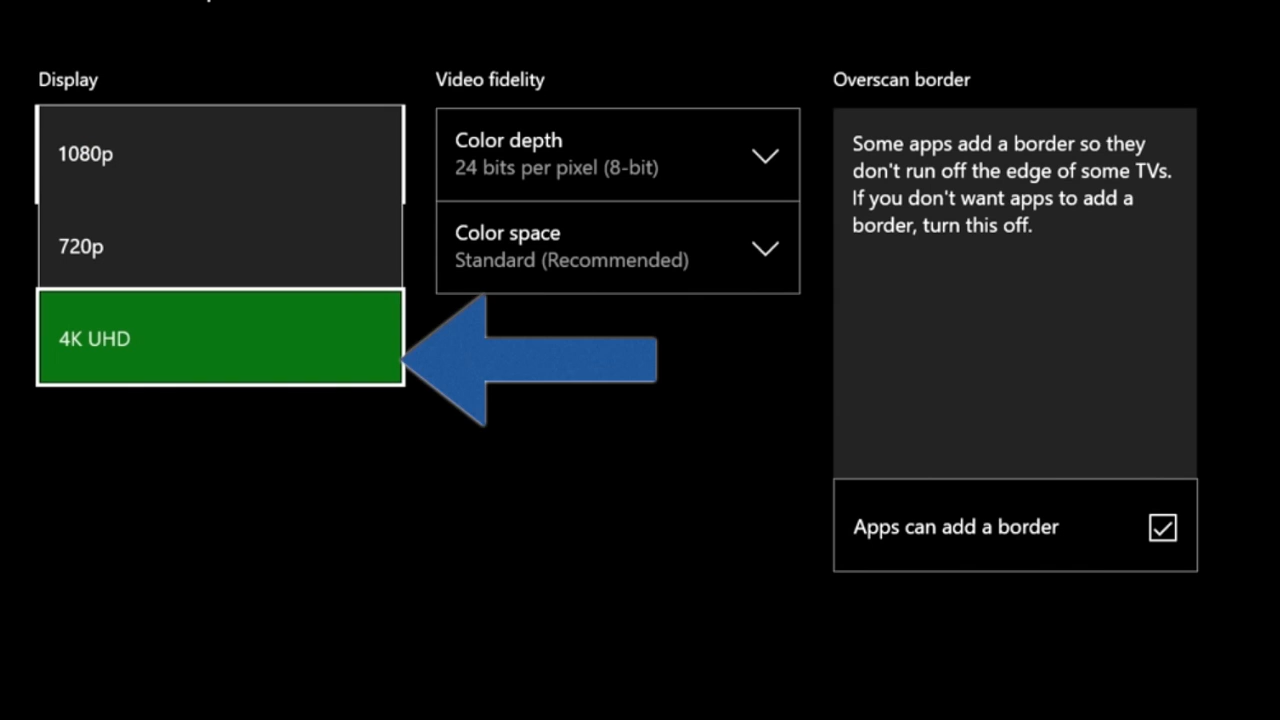 Display
1080p
720p
4K UHD
Video fidelity
Color depth
24 bits per pixel (8-bit)
Color space
Standard (Recommended)
Overscan border
Some apps add a border so they
don't run off the edge of some TVs.
If you don't want apps to add a
border, turn this off.
Apps can add a border